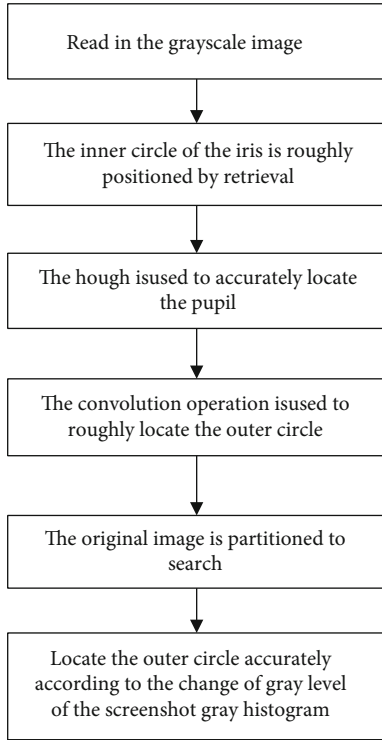 Read in the grayscale image
The inner circle of the iris is roughly
positioned by retrieval
The hough isused to accurately locate
the pupil
The convolution operation isused to
roughly locate the outer circle
The original image is partitioned to
search
Locate the outer circle accurately
according to the change of gray level
of the screenshot gray histogram